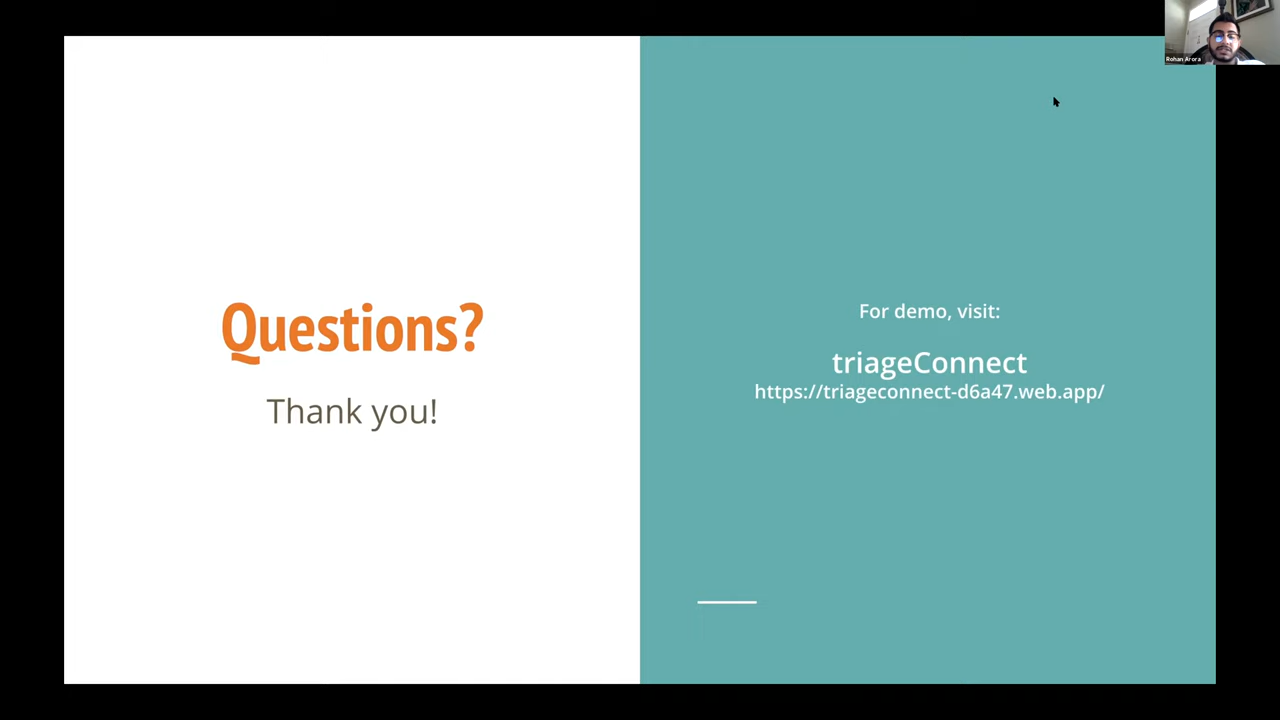 Rohan Arora
Questions?
Thank you!
For demo, visit:
triageConnect
https://triageconnect-d6a47.web.app/